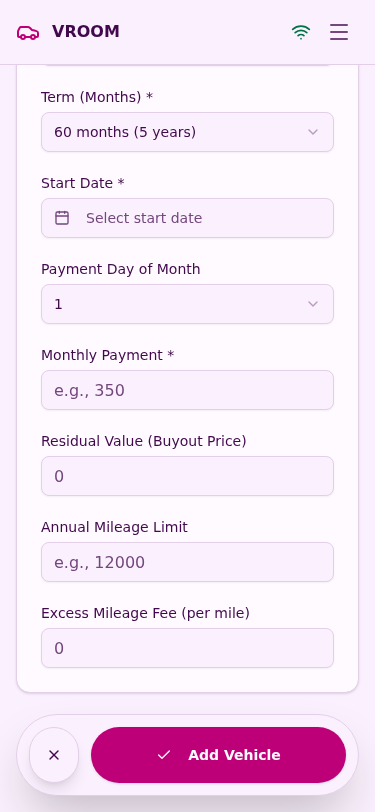 VROOM
Term (Months) *
60 months (5 years)
Start Date *
Select start date
Payment Day of Month
1
Monthly Payment *
e.g., 350
Residual Value (Buyout Price)
0
Annual Mileage Limit
e.g., 12000
Excess Mileage Fee (per mile)
0
Add Vehicle